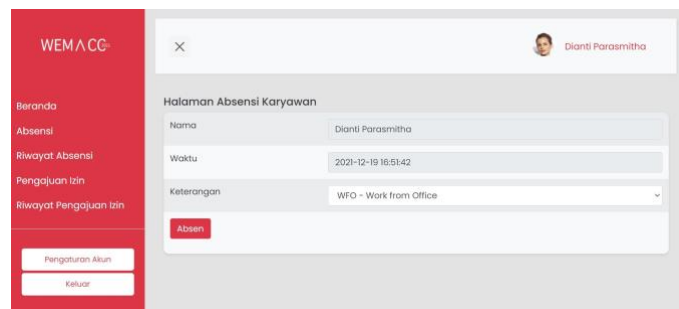 WEMACC
Dianti Parasmitha
Beranda
Absensi
Riwayat Absensi
Pengajuan Izin
Riwayat Pengajuan Izin
Pengaturan Akun
Keluar
Halaman Absensi Karyawan
Nama
Dianti Parasmitha
Waktu
2021-12-19 16:51:42
Keterangan
WFO - Work from Office
Absen